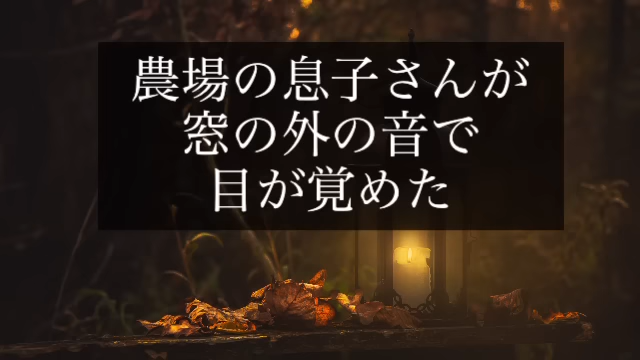 農場の息子さんが
窓の外の音で
目が覚めた